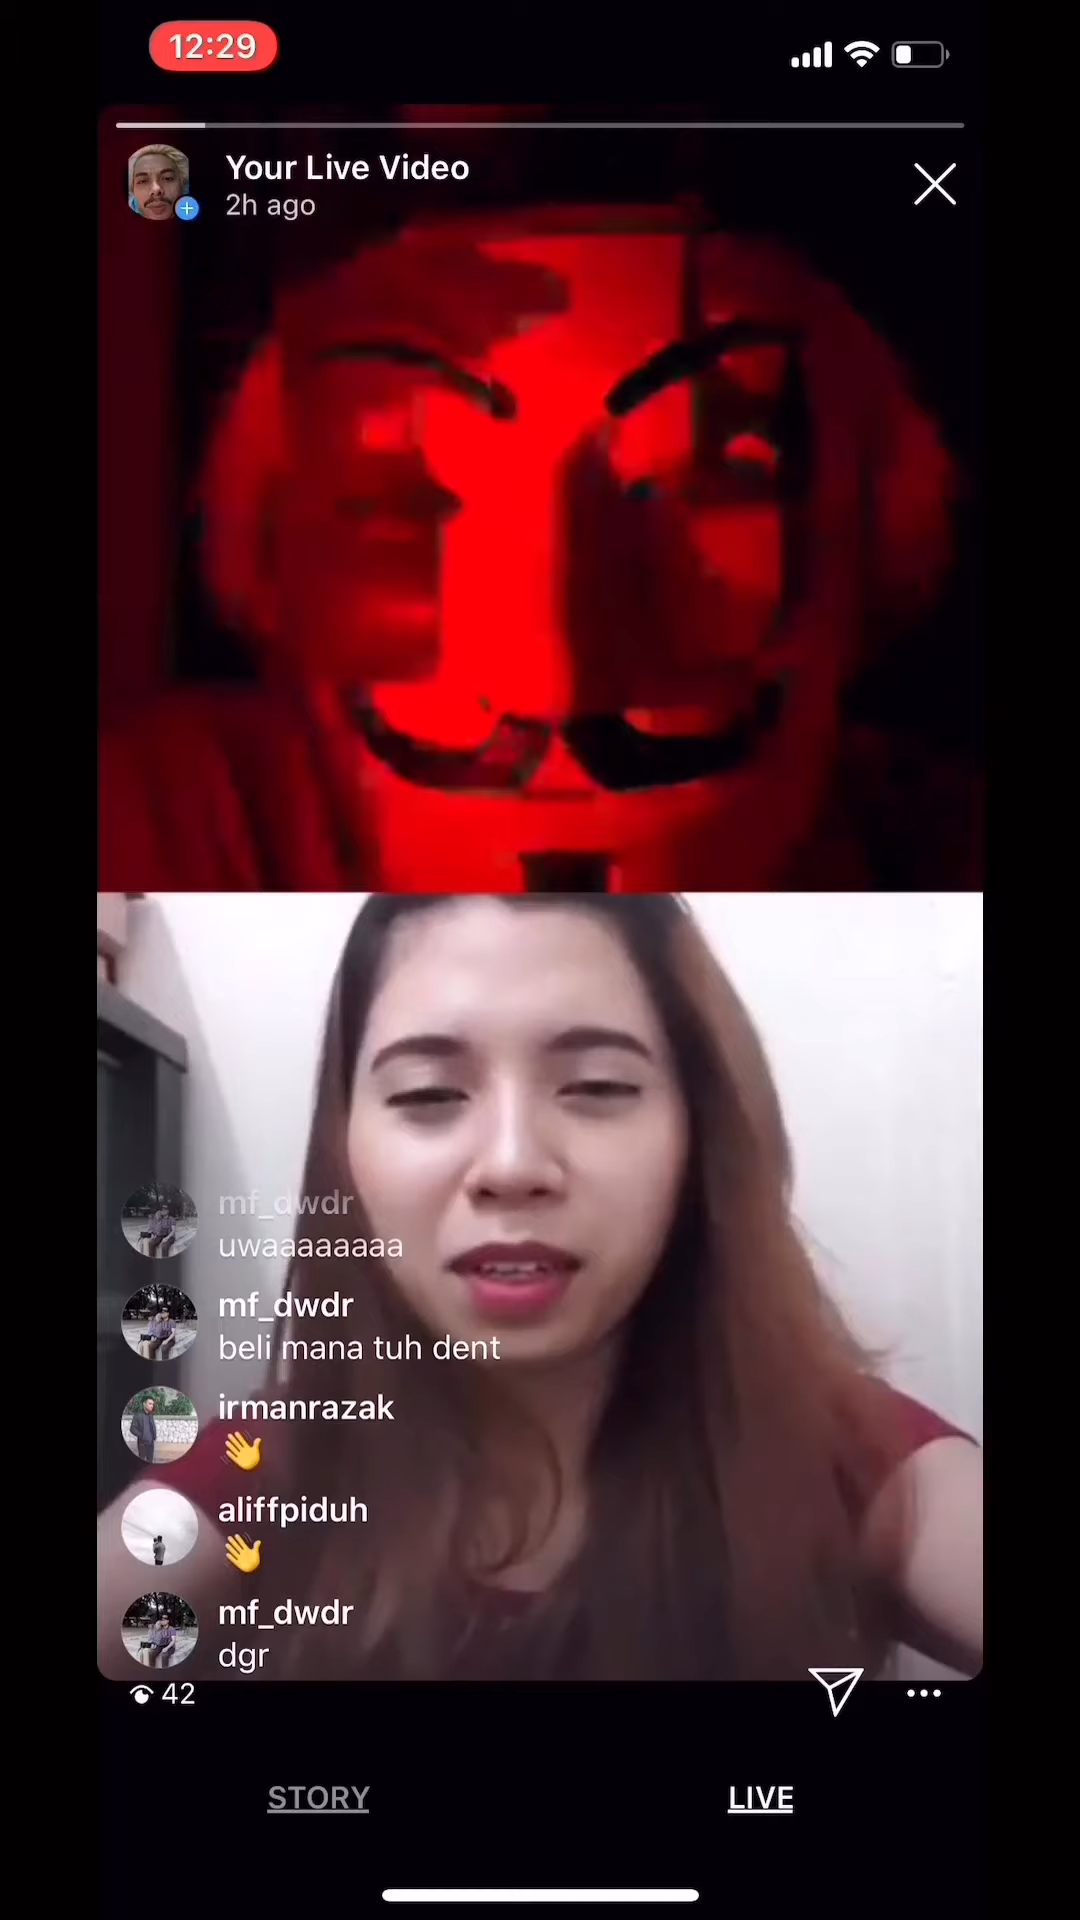 12:29
Your Live Video
2h ago
mf_dwdr
uwaaaaaaaa
mf_dwdr
beli mana tuh dent
irmanrazak
👋
aliffpiduh
👋
mf_dwdr
dgr
42
STORY
LIVE